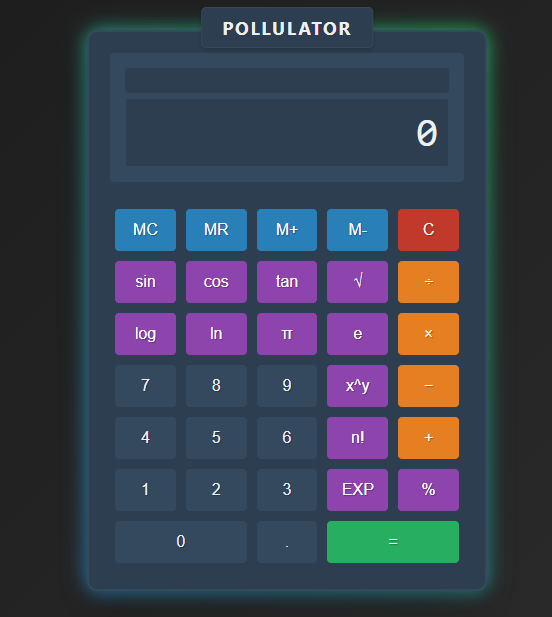 POLLULATOR
0
MC MR M+ M- C
sin cos tan √ ÷
log ln π e ×
7 8 9 x^y −
4 5 6 n! +
1 2 3 EXP %
0 . =